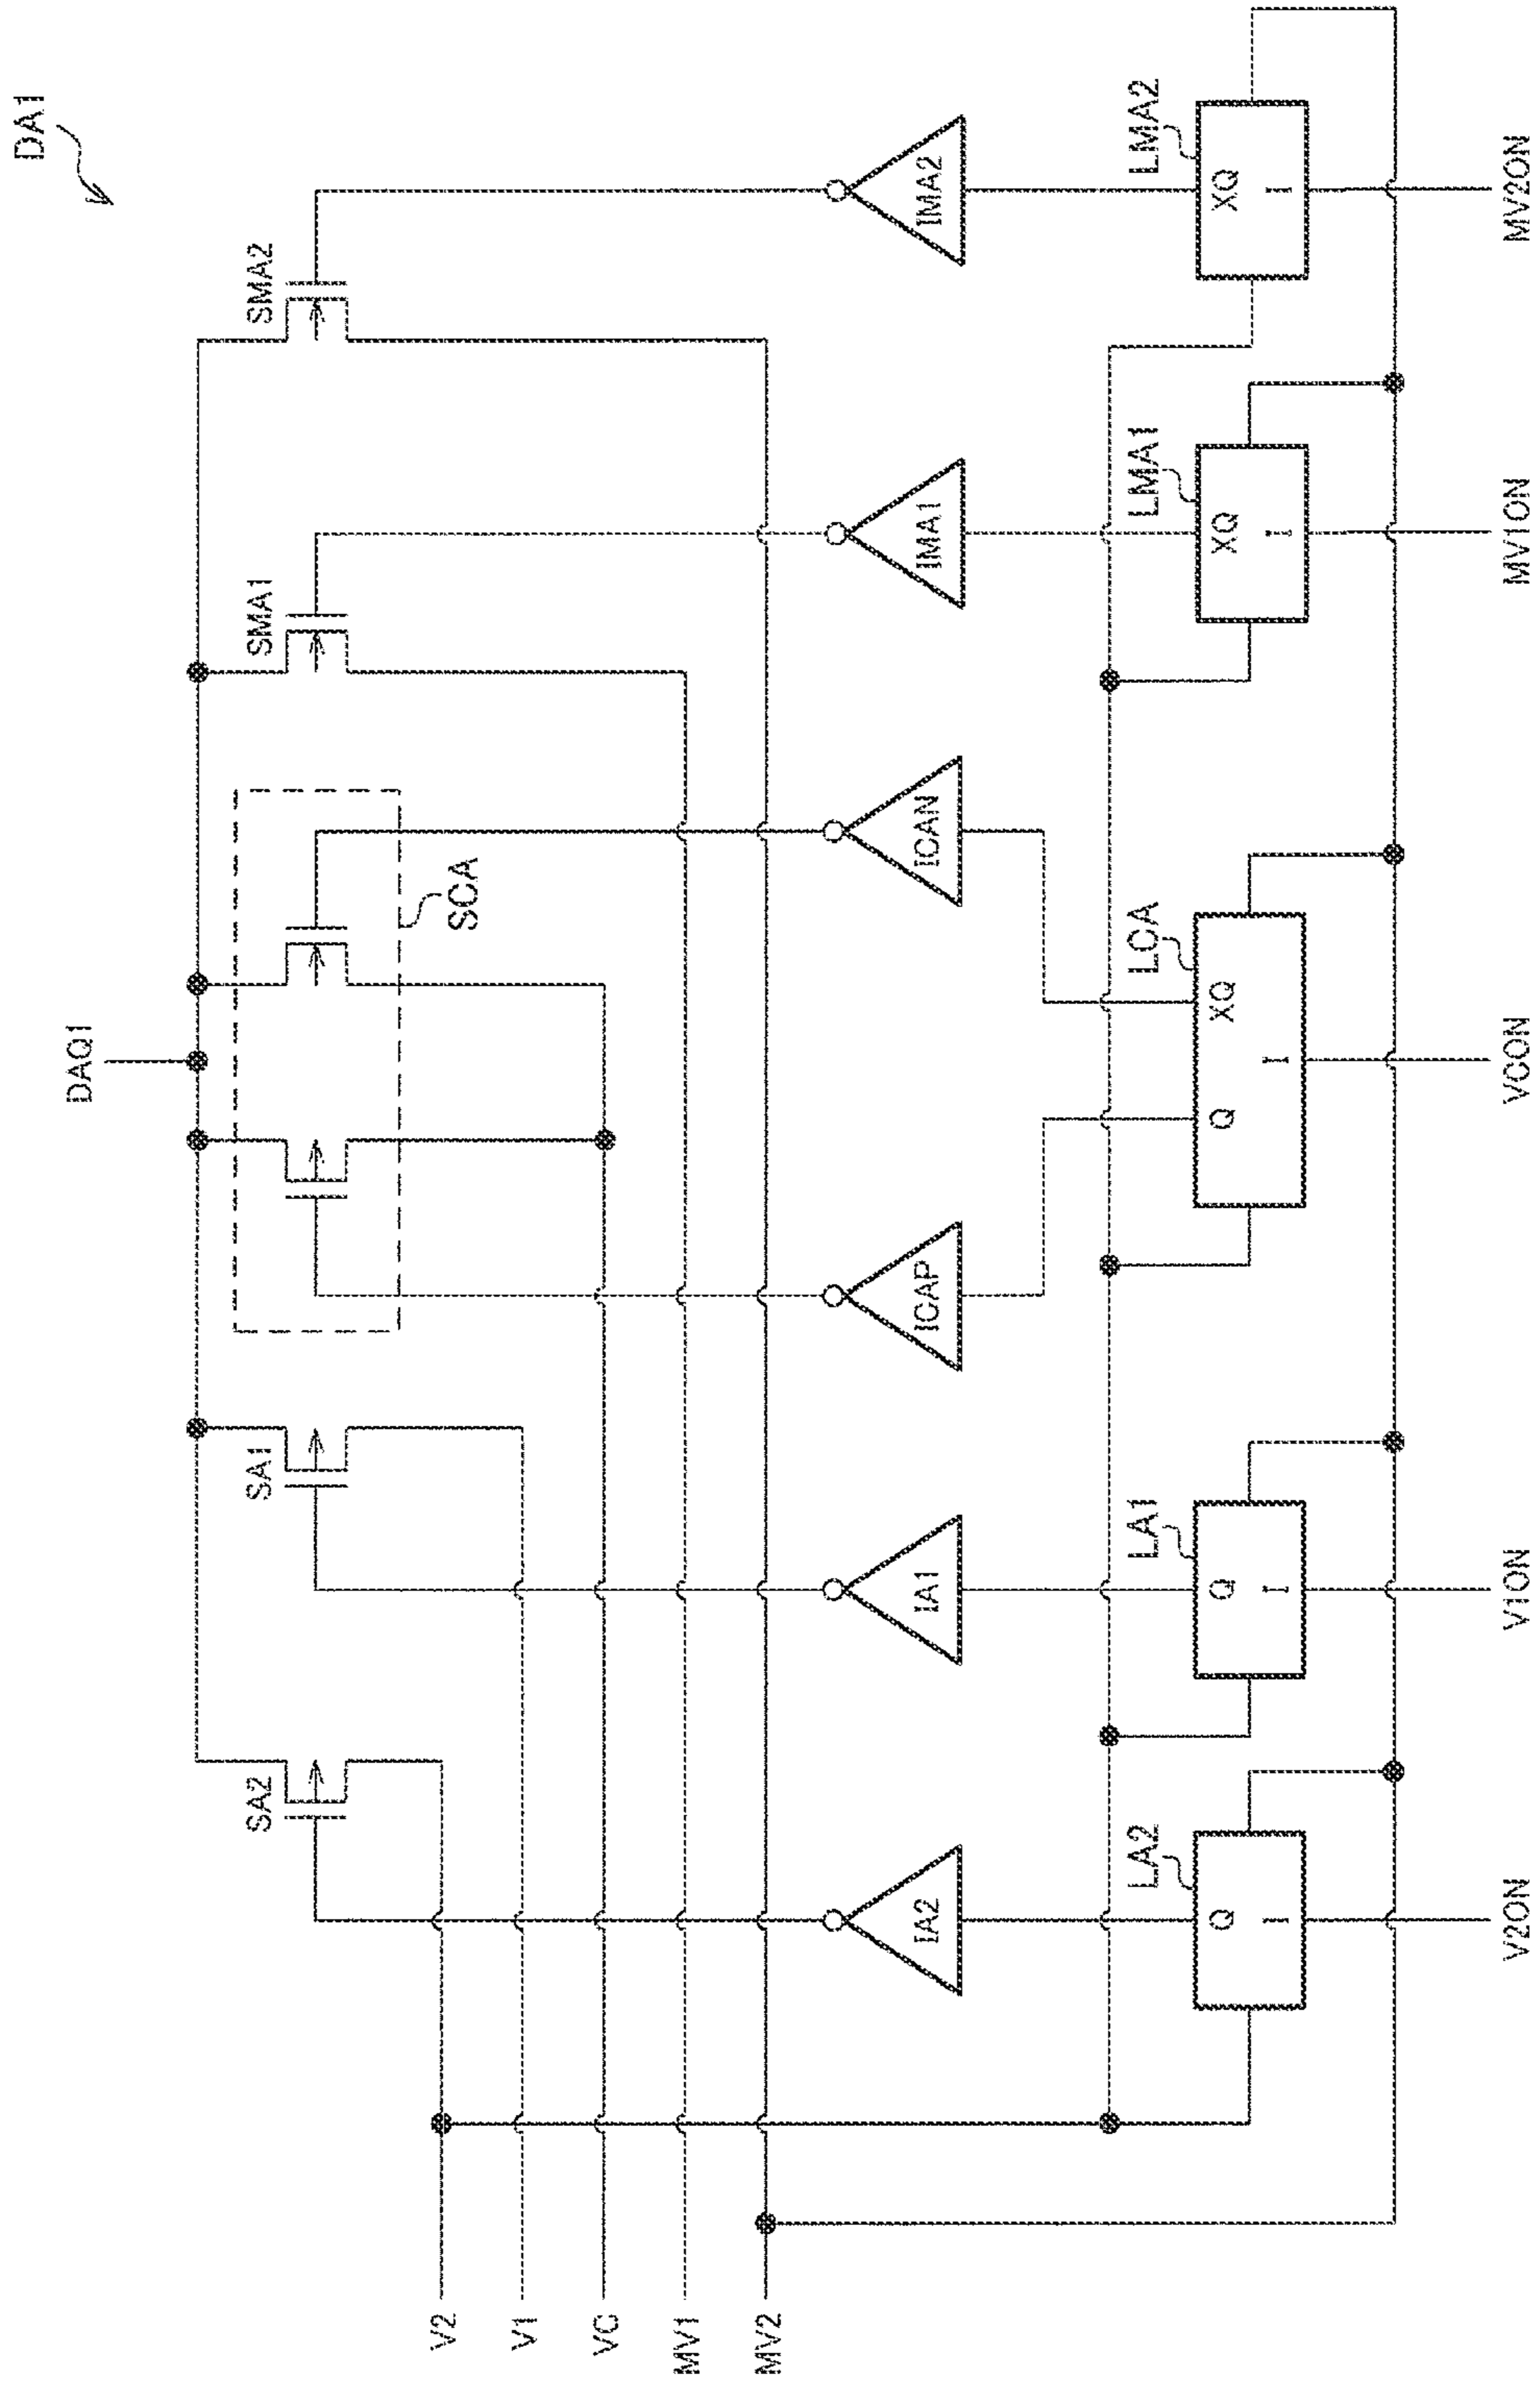 DA1
DAQ1
SA2
SA1
SMA1
SMA2
V2
SCA
V1
VC
MV1
MV2
IA2
IA1
ICAP
ICAN
IMA1
IMA2
LA2
LA1
LCA
LMA1
LMA2
Q
Q
Q
XQ
XQ
XQ
I
I
I
I
I
V2ON
V1ON
VCON
MV1ON
MV2ON